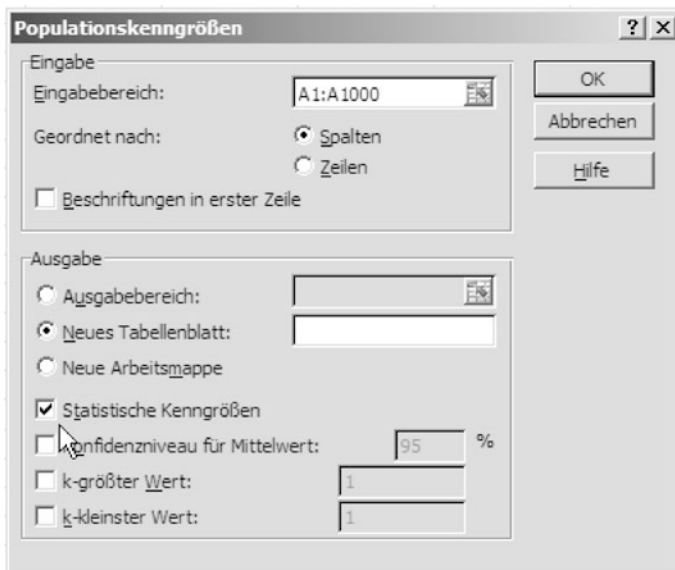 Populationskenngrößen
Eingabe
Eingabebereich: A1:A1000
Geordnet nach: Spalten
Zeilen
Beschriftungen in erster Zeile
OK
Abbrechen
Hilfe
Ausgabe
Ausgabebereich:
Neues Tabellenblatt:
Neue Arbeitsmappe
Statistische Kenngrößen
Konfidenzniveau für Mittelwert: 95 %
k-größter Wert: 1
k-kleinster Wert: 1